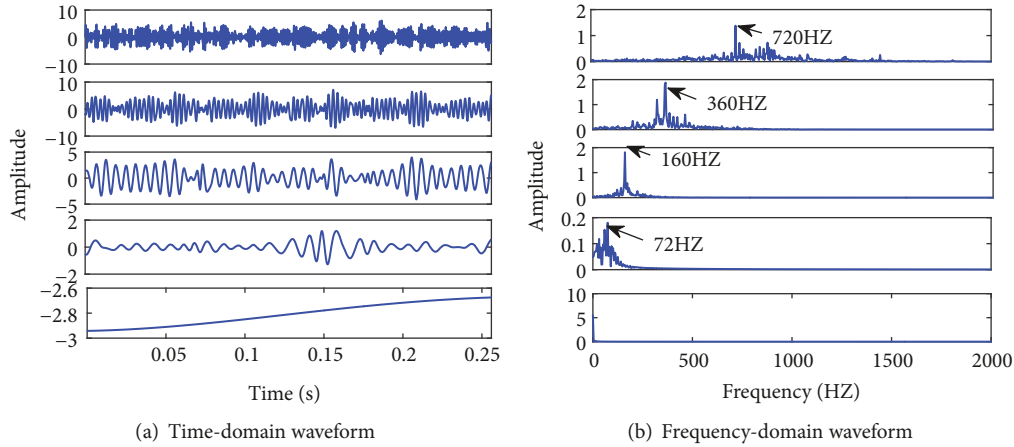 10
0
−10
10
0
−10
5
0
−5
2
0
−2
−2.6
−2.8
−3
0.05 0.1 0.15 0.2 0.25
Amplitude
Time (s)
(a) Time-domain waveform
2
1
0
720HZ
2
1
0
360HZ
2
1
0
160HZ
0.2
0.1
0
72HZ
10
5
0
0 500 1000 1500 2000
Amplitude
Frequency (HZ)
(b) Frequency-domain waveform